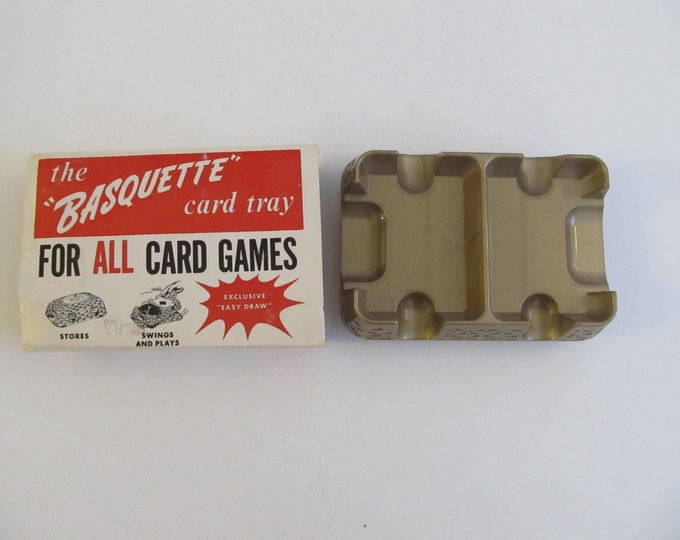 the
"BASQUETTE"
card tray
FOR ALL CARD GAMES
EXCLUSIVE
"EASY DRAW"
STORES
SWINGS
AND PLAYS